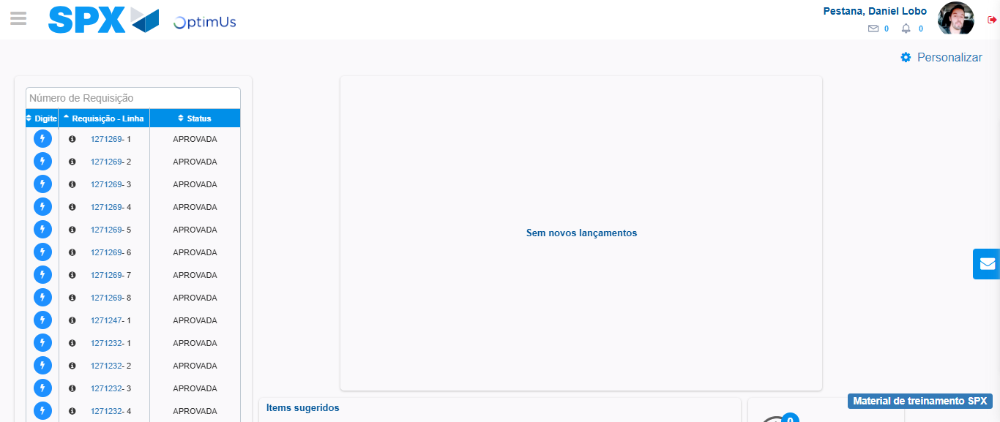 SPX OptimUs
Pestana, Daniel Lobo
0 0
Personalizar
Número de Requisição
Digite Requisição - Linha Status
1271269- 1 APROVADA
1271269- 2 APROVADA
1271269- 3 APROVADA
1271269- 4 APROVADA
1271269- 5 APROVADA
1271269- 6 APROVADA
1271269- 7 APROVADA
1271269- 8 APROVADA
1271247- 1 APROVADA
1271232- 1 APROVADA
1271232- 2 APROVADA
1271232- 3 APROVADA
1271232- 4 APROVADA
Sem novos lançamentos
Items sugeridos
Material de treinamento SPX
0